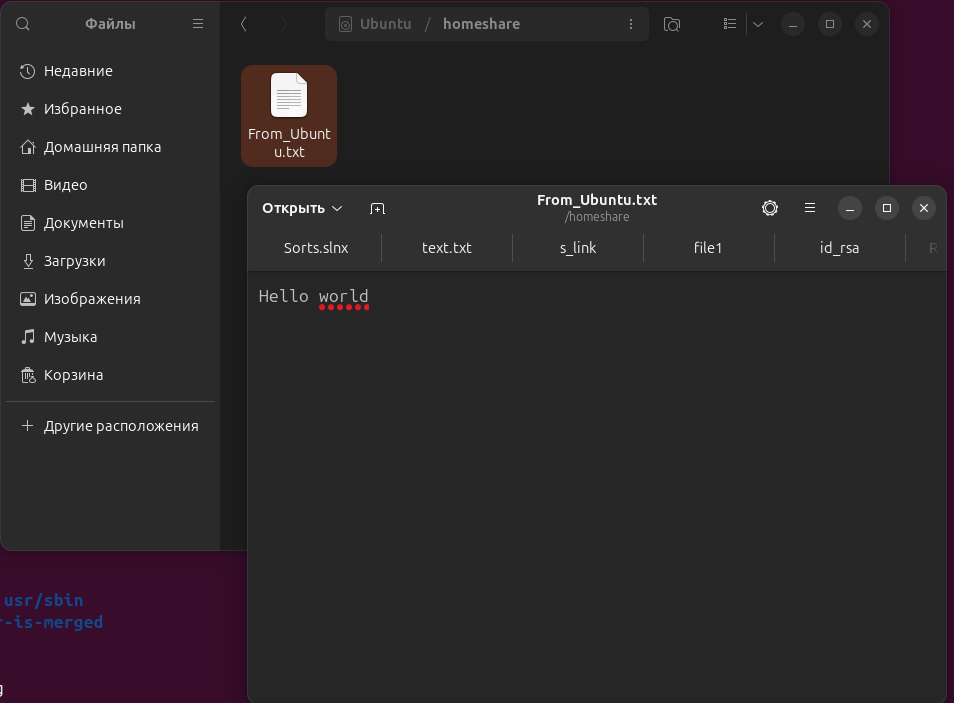 Файлы
Ubuntu / homeshare
Недавние
Избранное
Домашняя папка
Видео
Документы
Загрузки
Изображения
Музыка
Корзина
Другие расположения
From_Ubunt
u.txt
Открыть
From_Ubuntu.txt
/homeshare
Sorts.slnx
text.txt
s_link
file1
id_rsa
Hello world
usr/sbin
r-is-merged